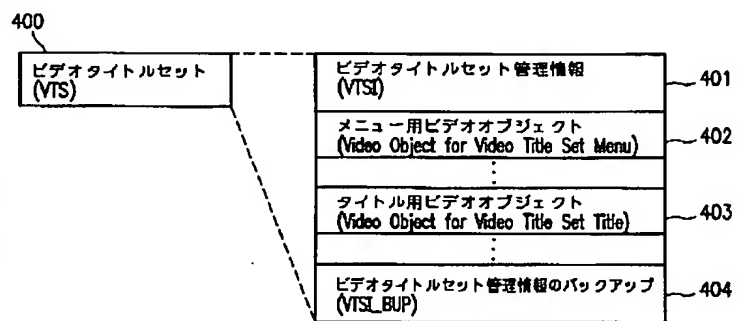 400
ビデオタイトルセット
(VTS)
ビデオタイトルセット管理情報
(VTSI)
401
メニュー用ビデオオブジェクト
(Video Object for Video Title Set Menu)
402
タイトル用ビデオオブジェクト
(Video Object for Video Title Set Title)
403
ビデオタイトルセット管理情報のバックアップ
(VTSI_BUP)
404